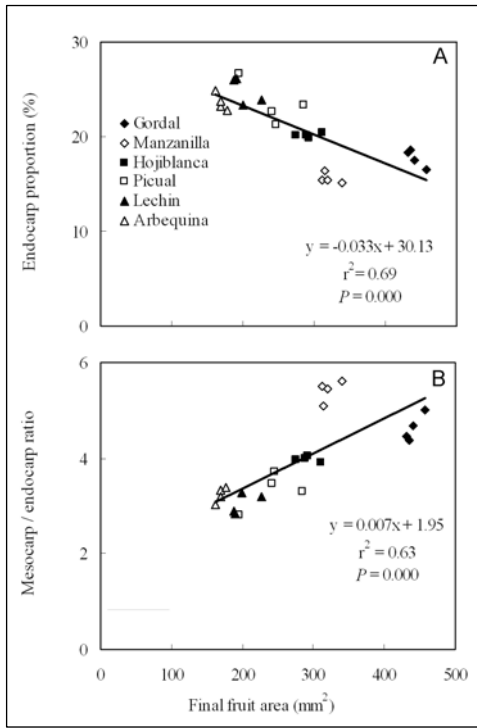 A
30
20
10
0
Endocarp proportion (%)
Gordal
Manzanilla
Hojiblanca
Picual
Lechin
Arbequina
y = -0.033x + 30.13
r² = 0.69
P = 0.000
B
6
4
2
0
Mesocarp / endocarp ratio
y = 0.007x + 1.95
r² = 0.63
P = 0.000
0 100 200 300 400 500
Final fruit area (mm²)